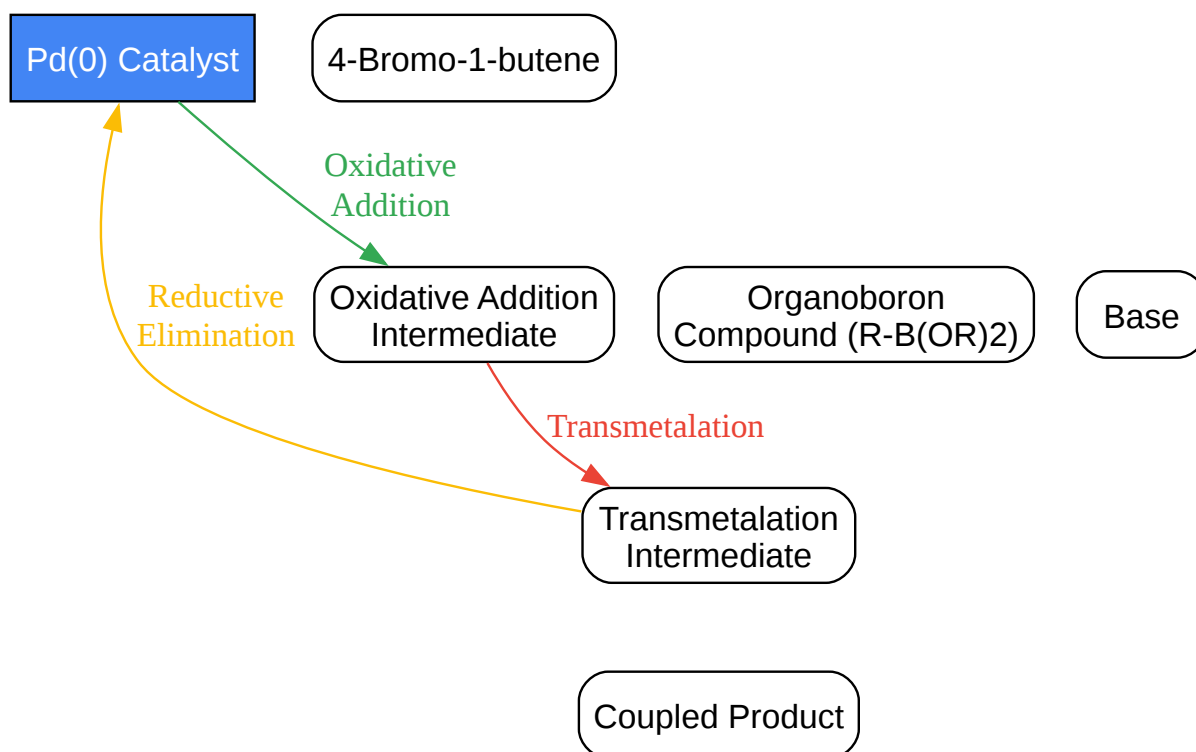 Pd(0) Catalyst
4-Bromo-1-butene
Oxidative
Addition
Reductive
Elimination
Oxidative Addition
Intermediate
Organoboron
Compound (R-B(OR)2)
Base
Transmetalation
Transmetalation
Intermediate
Coupled Product